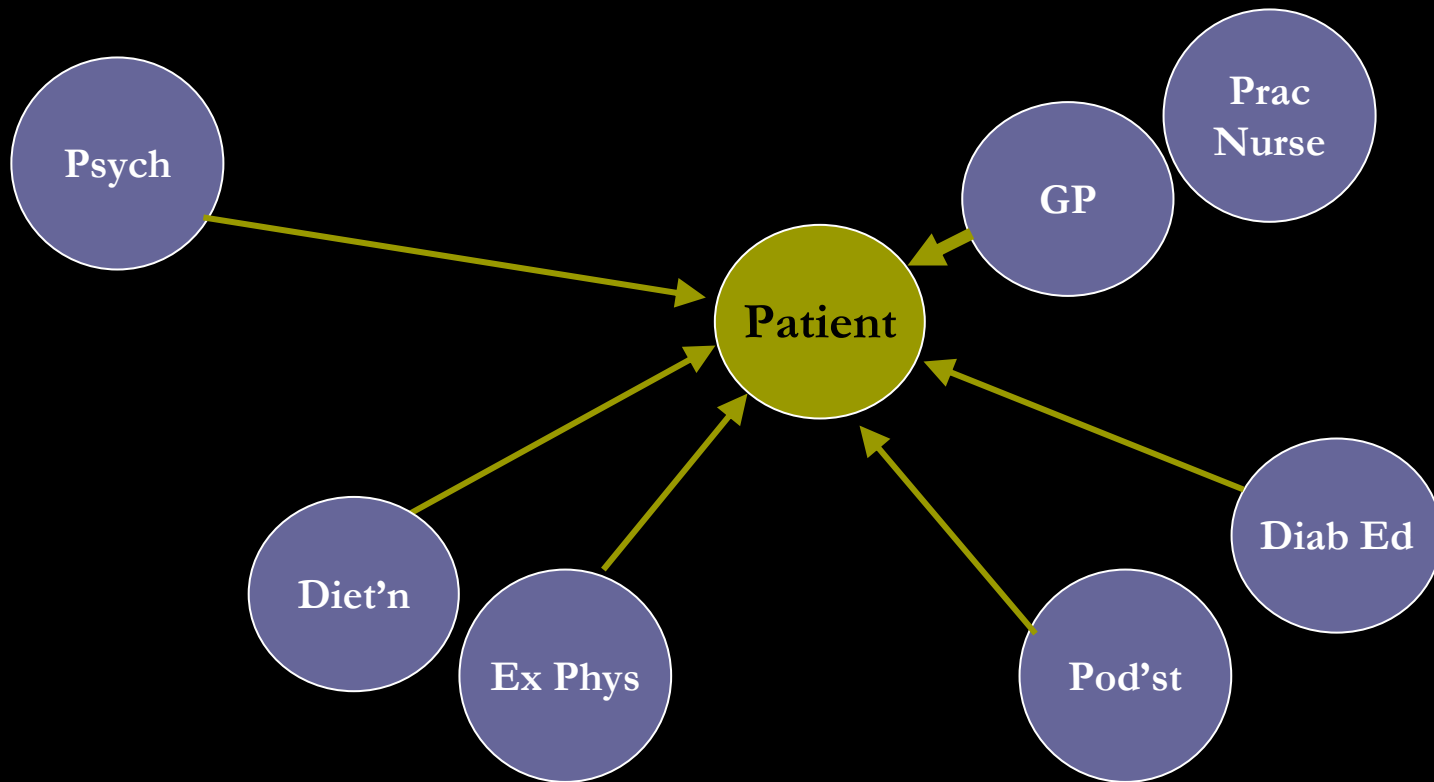 Prac
Nurse
Psych
GP
Patient
Diab Ed
Diet’n
Ex Phys
Pod’st